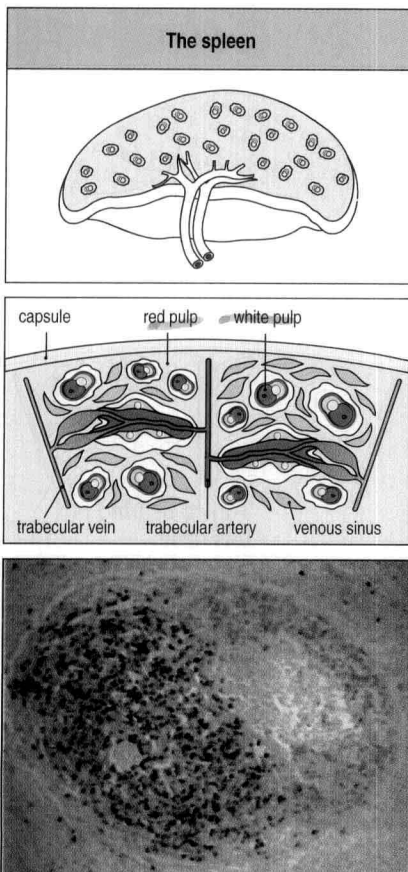 The spleen
capsule red pulp white pulp
trabecular vein trabecular artery venous sinus